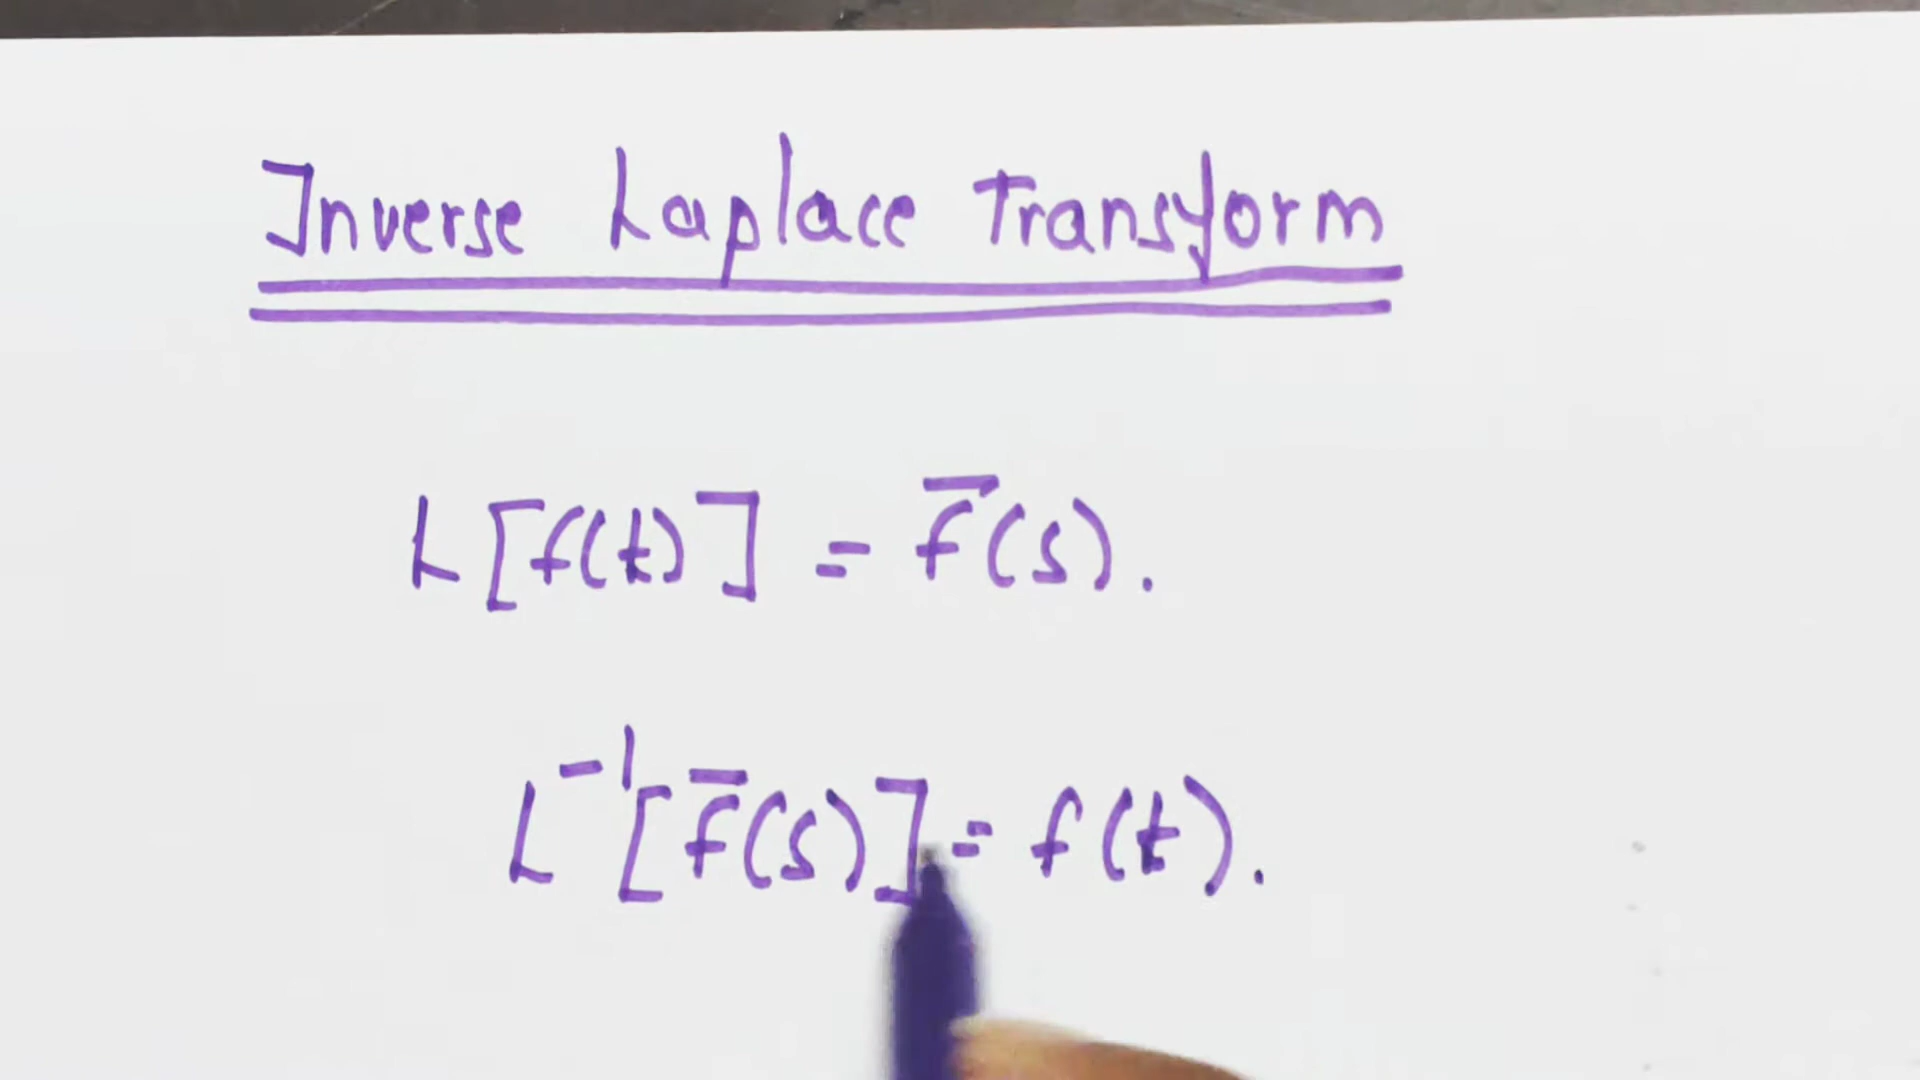 Inverse Laplace Transform
L[f(t)] = f̅(s).
L⁻¹[f̅(s)] = f(t).